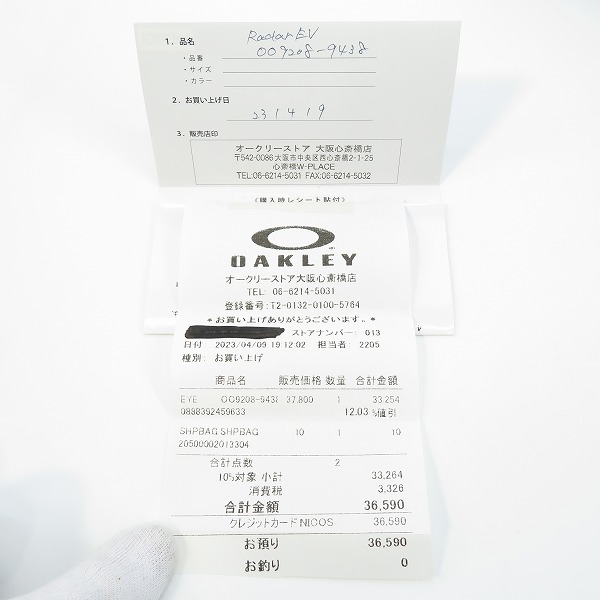 1. 品名 Radar EV
・品番 OO9208-9438
・サイズ
・カラー
2. お買い上げ日
3. 販売店印
オークリーストア 大阪心斎橋店
〒542-0086 大阪市中央区西心斎橋2-1-25
心斎橋W-PLACE
TEL:06-6214-5031 FAX:06-6214-5032
(購入時レシート貼付)
OAKLEY
オークリーストア大阪心斎橋店
TEL: 06-6214-5031
登録番号:T2-0132-0100-5764
*お買い上げありがとうございます..*
ストアナンバー: 013
日付: 2023/04/09 19:12:02 担当者: 2205
種別: お買い上げ
商品名 販売価格 数量 合計金額
EYE OO9208-9438 37,800 1 33,254
0888392459633 12.03 %値引
SHPBAG SHPBAG 10 1 10
20500002013304
合計点数 2
10%対象 小計 33,264
消費税 3,326
合計金額 36,590
クレジットカード NICOS 36,590
お預り 36,590
お釣り 0